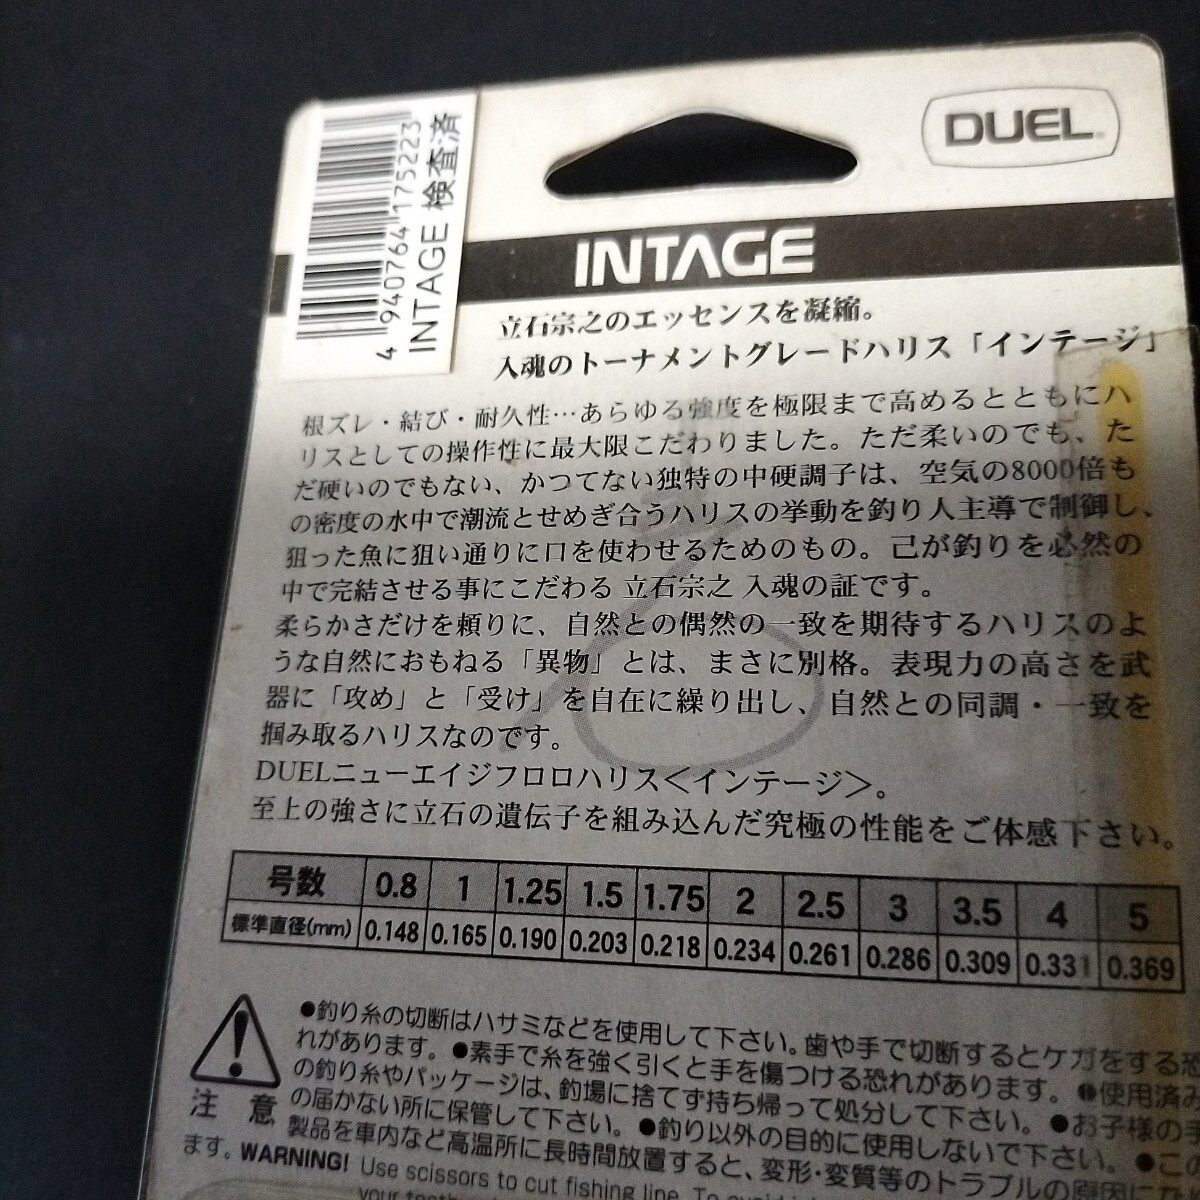 DUEL
4 940764 175223
INTAGE 検査済
INTAGE
立石宗之のエッセンスを凝縮。
入魂のトーナメントグレードハリス「インテージ」
根ズレ・結び・耐久性…あらゆる強度を極限まで高めるとともにハ
リスとしての操作性に最大限こだわりました。ただ柔いのでも、た
だ硬いのでもない、かつてない独特の中硬調子は、空気の8000倍も
の密度の水中で潮流とせめぎ合うハリスの挙動を釣り人主導で制御し、
狙った魚に狙い通りに口を使わせるためのもの。己が釣りを必然の
中で完結させる事にこだわる 立石宗之 入魂の証です。
柔らかさだけを頼りに、自然との偶然の一致を期待するハリスのよ
うな自然におもねる「異物」とは、まさに別格。表現力の高さを武
器に「攻め」と「受け」を自在に繰り出し、自然との同調・一致を
掴み取るハリスなのです。
DUELニューエイジフロロハリス＜インテージ＞。
至上の強さに立石の遺伝子を組み込んだ究極の性能をご体感下さい。
号数 0.8 1 1.25 1.5 1.75 2 2.5 3 3.5 4 5
標準直径(mm) 0.148 0.165 0.190 0.203 0.218 0.234 0.261 0.286 0.309 0.331 0.369
注 意
●釣り糸の切断はハサミなどを使用して下さい。歯や手で切断するとケガをする恐
れがあります。●素手で糸を強く引くと手を傷つける恐れがあります。●使用済み
の釣り糸やパッケージは、釣場に捨てず持ち帰って処分して下さい。●お子様の手
の届かない所に保管して下さい。●釣り以外の目的に使用しないで下さい。●この
製品を車内など高温所に長時間放置すると、変形・変質等のトラブルの原因にな
ます。WARNING! Use scissors to cut fishing line. To avoid
your teeth